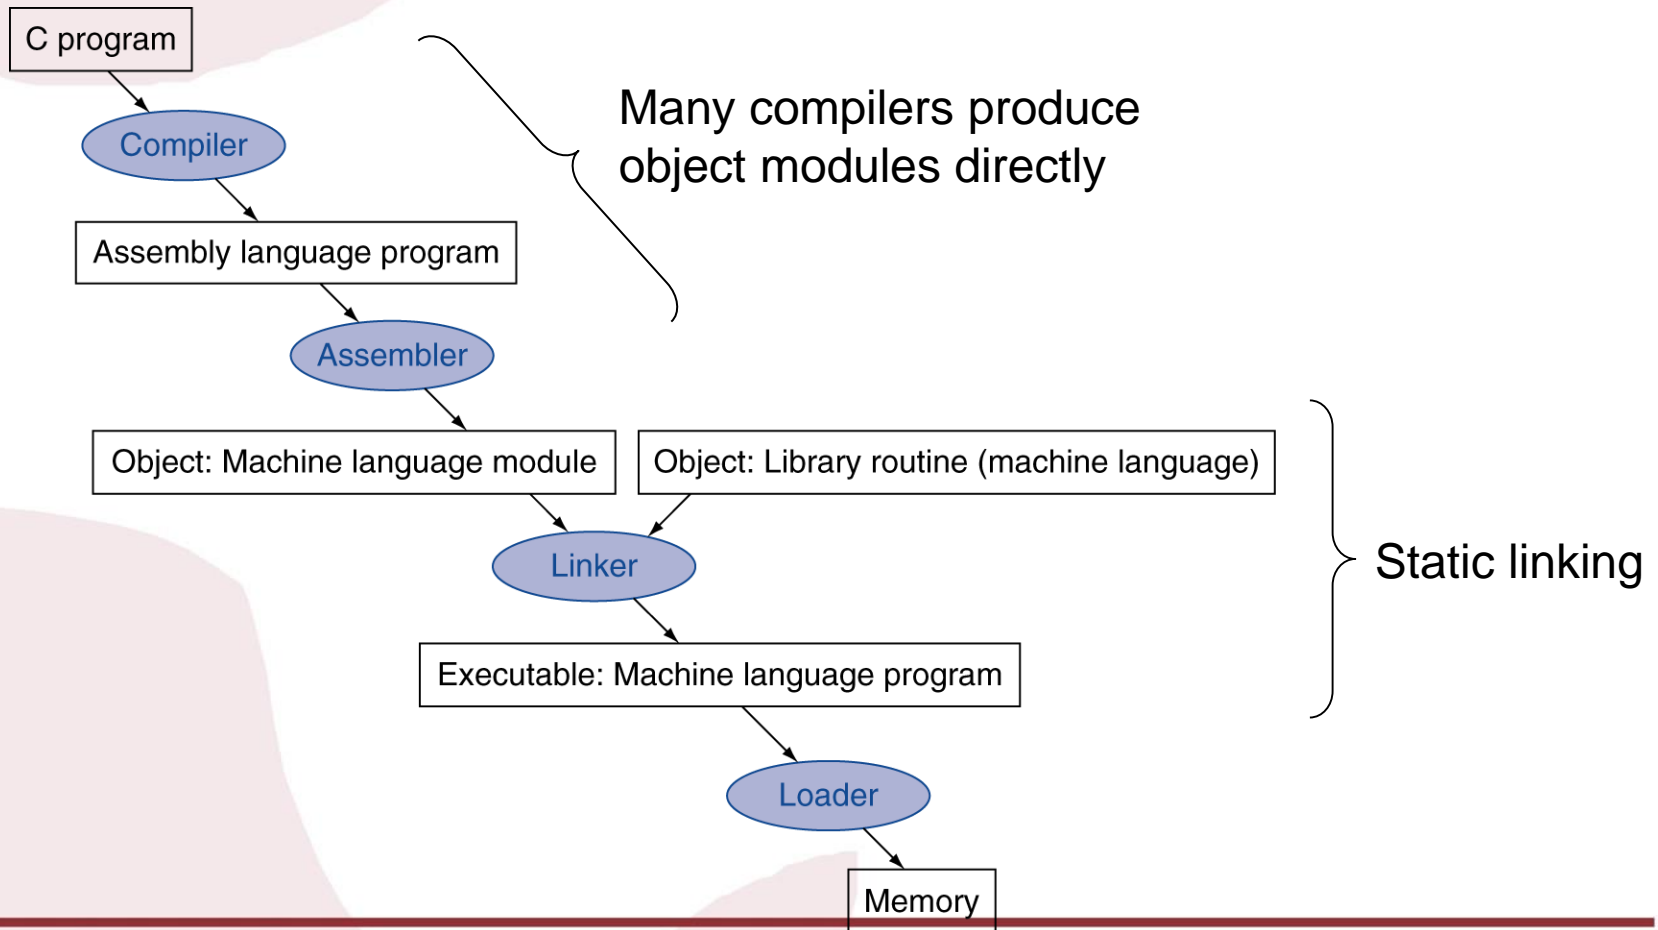 C program
Many compilers produce
object modules directly
Compiler
Assembly language program
Assembler
Object: Machine language module
Object: Library routine (machine language)
Linker
Static linking
Executable: Machine language program
Loader
Memory